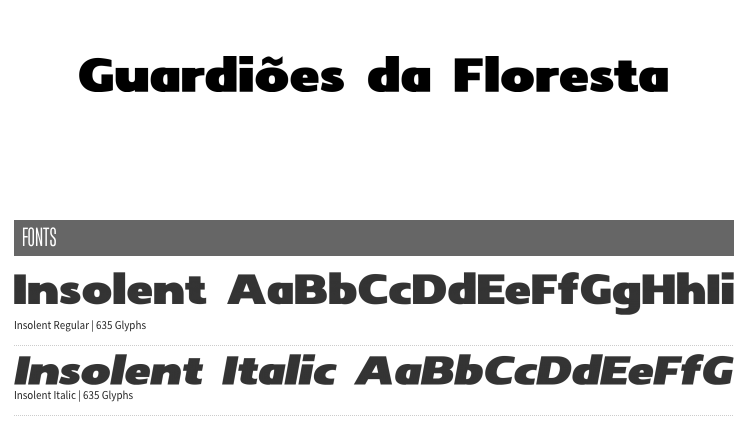 Guardiões da Floresta
FONTS
Insolent AaBbCcDdEeFfGgHhIi
Insolent Regular | 635 Glyphs
Insolent Italic AaBbCcDdEeFfG
Insolent Italic | 635 Glyphs